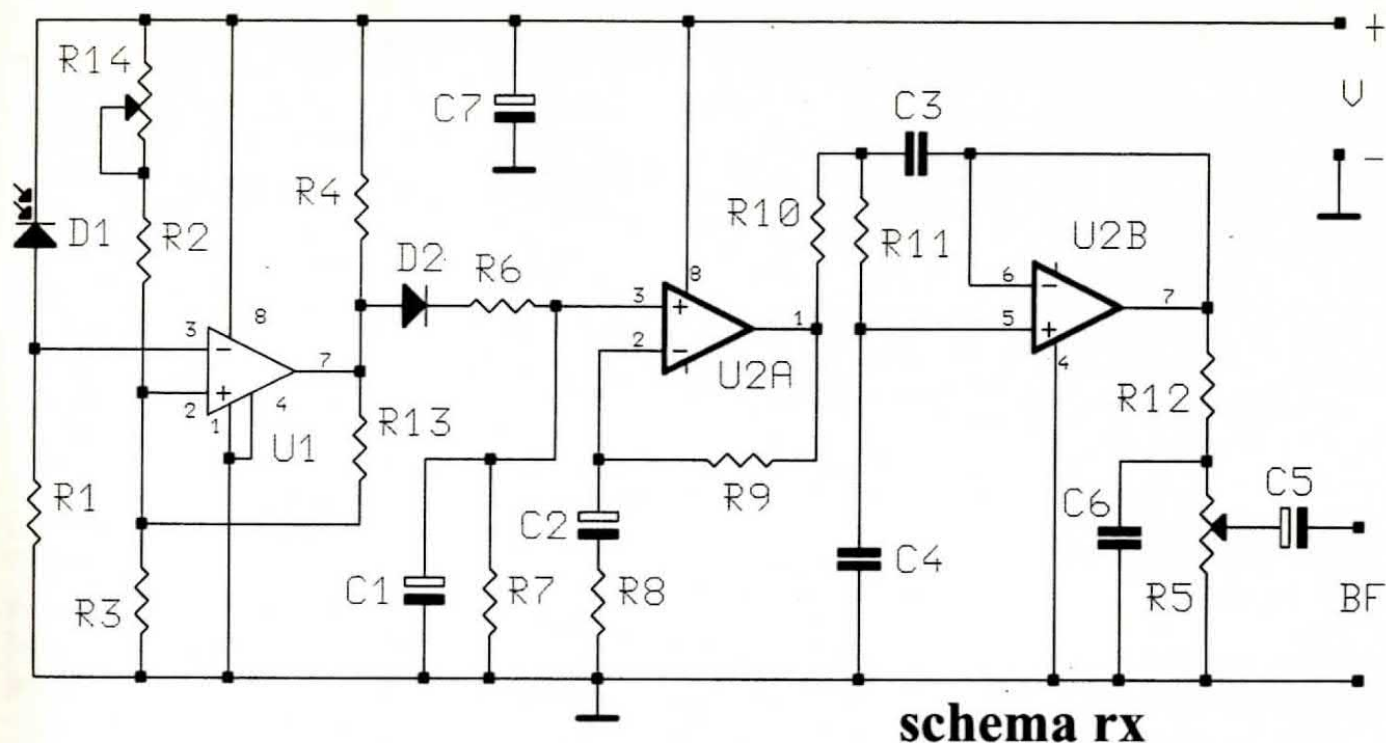 +
R14
V
C7
C3
-
R4
D1
R2
R10
R11
U2B
D2
R6
8
6
-
7
3
+
1
5
+
8
2
-
4
3
-
U2A
7
R12
+
2
4
1
R13
U1
R9
R1
C2
C6
C5
C4
C1
R7
R8
R5
R3
BF
schema rx